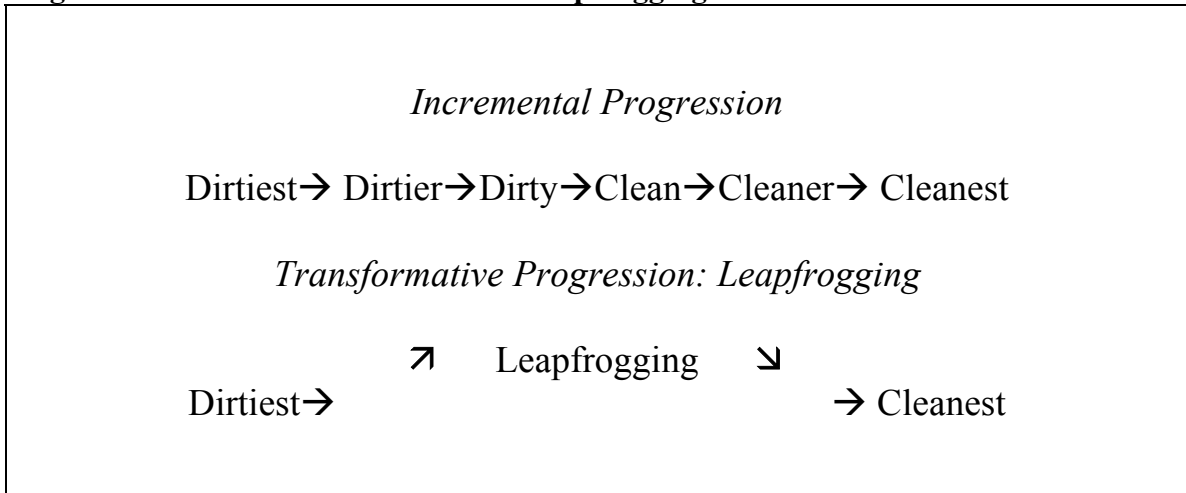 Incremental Progression
Dirtiest→ Dirtier→Dirty→Clean→Cleaner→ Cleanest
Transformative Progression: Leapfrogging
↗ Leapfrogging ↘
Dirtiest→ → Cleanest